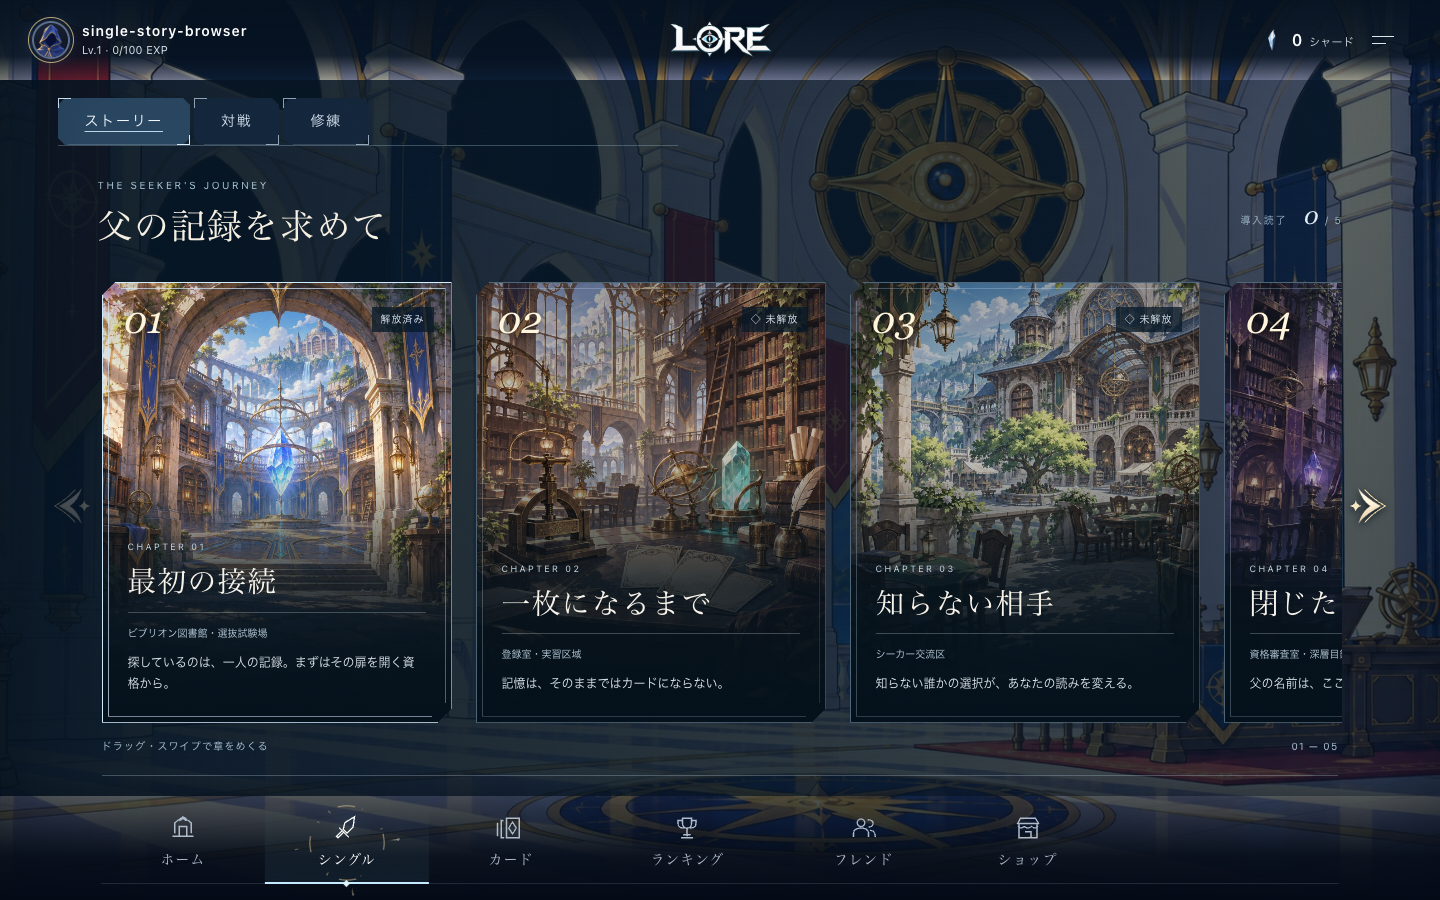 single-story-browser
Lv.1 · 0/100 EXP
LORE
0 シャード
ストーリー
対戦
修練
THE SEEKER'S JOURNEY
父の記録を求めて
導入読了 0 / 5
01
解放済み
CHAPTER 01
最初の接続
ビブリオン図書館・選抜試験場
探しているのは、一人の記録。まずはその扉を開く資
格から。
02
◇ 未解放
CHAPTER 02
一枚になるまで
登録室・実習区域
記憶は、そのままではカードにならない。
03
◇ 未解放
CHAPTER 03
知らない相手
シーカー交流区
知らない誰かの選択が、あなたの読みを変える。
04
CHAPTER 04
閉じた
資格審査室・深層目
父の名前は、ここ
ドラッグ・スワイプで章をめくる
01 — 05
ホーム
シングル
カード
ランキング
フレンド
ショップ